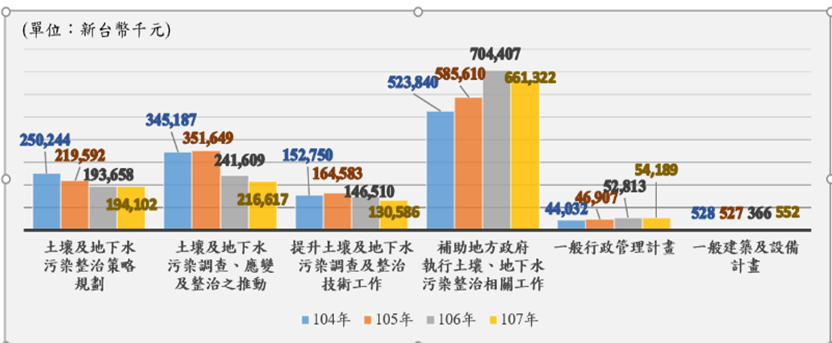 (單位：新台幣千元)
704,407
523,840
585,610
661,322
345,187
351,649
250,244
219,592
193,658
241,609
152,750
164,583
146,510
194,102
216,617
130,586
54,189
52,813
46,907
44,032
528
527
366
552
土壤及地下水
污染整治策略
規劃
土壤及地下水
污染調查、應變
及整治之推動
提升土壤及地下水
污染調查及整治
技術工作
補助地方政府
執行土壤、地下水
污染整治相關工作
一般行政管理計畫
一般建築及設備
計畫
104年
105年
106年
107年